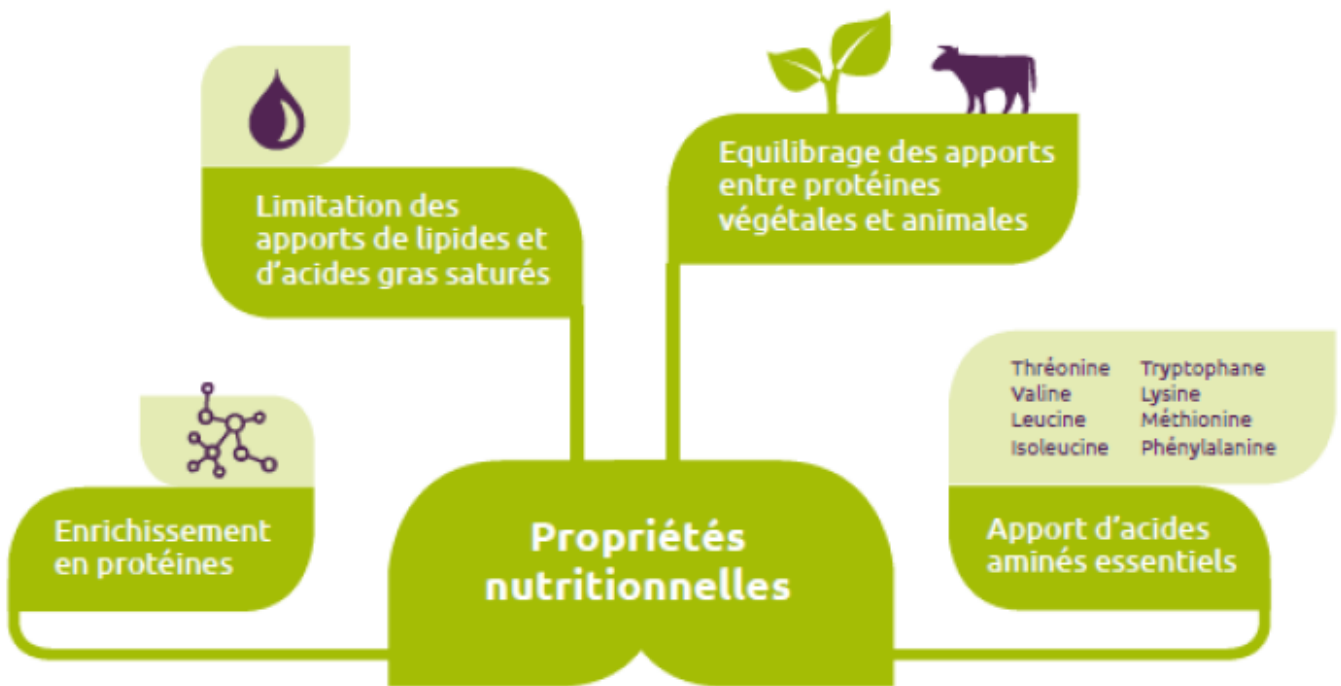 Equilibrage des apports
entre protéines
végétales et animales
Limitation des
apports de lipides et
d'acides gras saturés
Thréonine Tryptophane
Valine Lysine
Leucine Méthionine
Isoleucine Phénylalanine
Enrichissement
en protéines
Propriétés
nutritionnelles
Apport d'acides
aminés essentiels